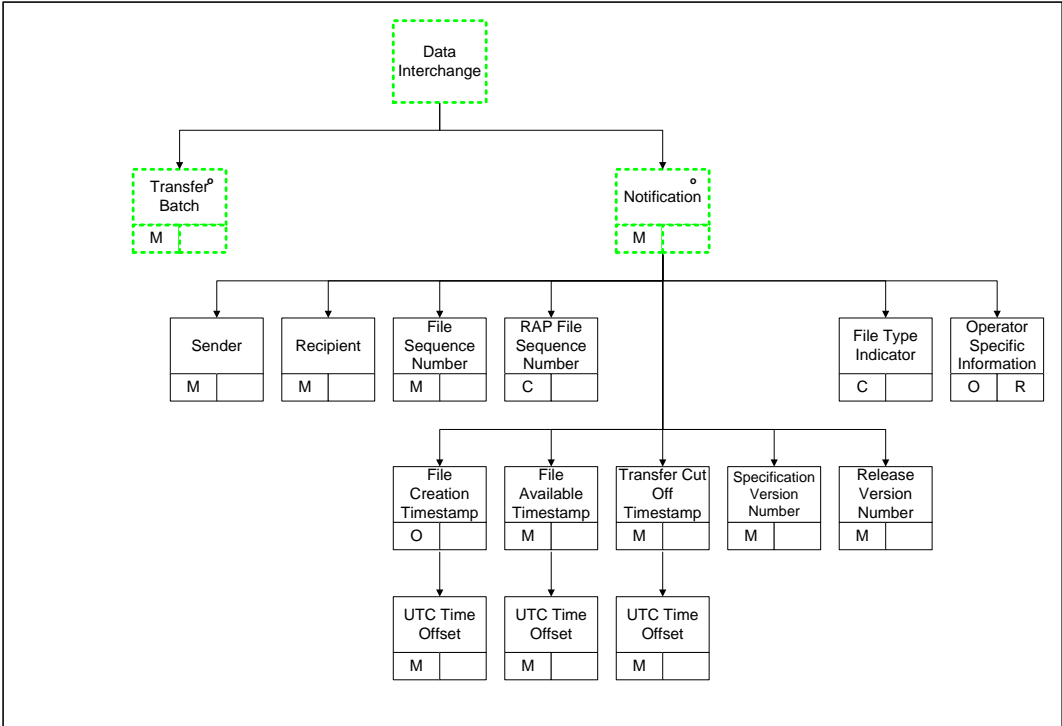 Data
Interchange
Transfer
Batch
M
Notification
M
Sender
M
Recipient
M
File
Sequence
Number
M
RAP File
Sequence
Number
C
File Type
Indicator
C
Operator
Specific
Information
O R
File
Creation
Timestamp
O
File
Available
Timestamp
M
Transfer Cut
Off
Timestamp
M
Specification
Version
Number
M
Release
Version
Number
M
UTC Time
Offset
M
UTC Time
Offset
M
UTC Time
Offset
M